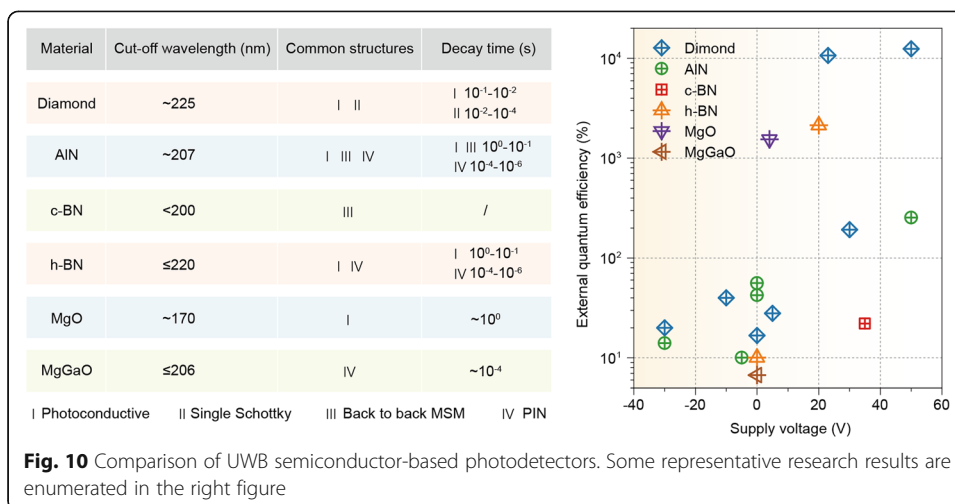 Material Cut-off wavelength (nm) Common structures Decay time (s)
Diamond ~225 I II I 10⁻¹-10⁻²
II 10⁻²-10⁻⁴
AlN ~207 I III IV I III 10⁰-10⁻¹
IV 10⁻⁴-10⁻⁶
c-BN <200 III /
h-BN ≤220 I IV I 10⁰-10⁻¹
IV 10⁻⁴-10⁻⁶
MgO ~170 I ~10⁰
MgGaO ≤206 IV ~10⁻⁴
I Photoconductive II Single Schottky III Back to back MSM IV PIN
External quantum efficiency (%)
10⁴
10³
10²
10¹
Dimond
AlN
c-BN
h-BN
MgO
MgGaO
-40 -20 0 20 40 60
Supply voltage (V)
Fig. 10 Comparison of UWB semiconductor-based photodetectors. Some representative research results are
enumerated in the right figure